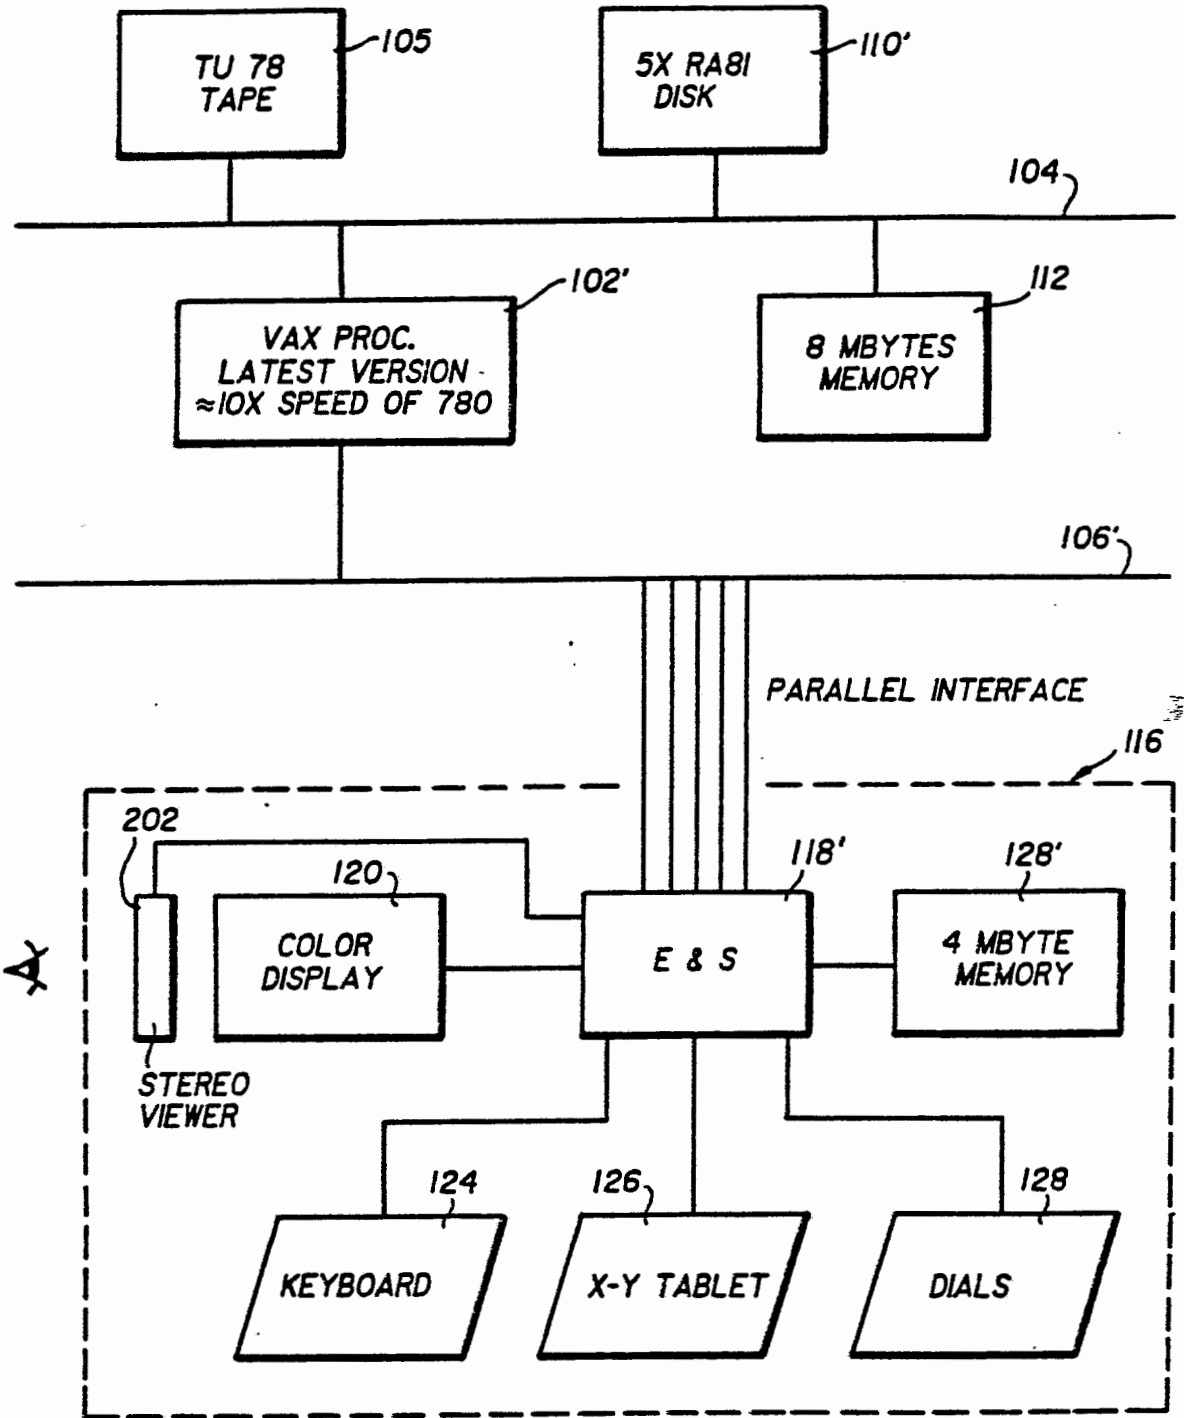 TU 78
TAPE
105
5X RA81
DISK
110'
104
VAX PROC.
LATEST VERSION
≈10X SPEED OF 780
102'
8 MBYTES
MEMORY
112
106'
PARALLEL INTERFACE
116
202
120
118'
128'
COLOR
DISPLAY
E & S
4 MBYTE
MEMORY
STEREO
VIEWER
124
126
128
KEYBOARD
X-Y TABLET
DIALS